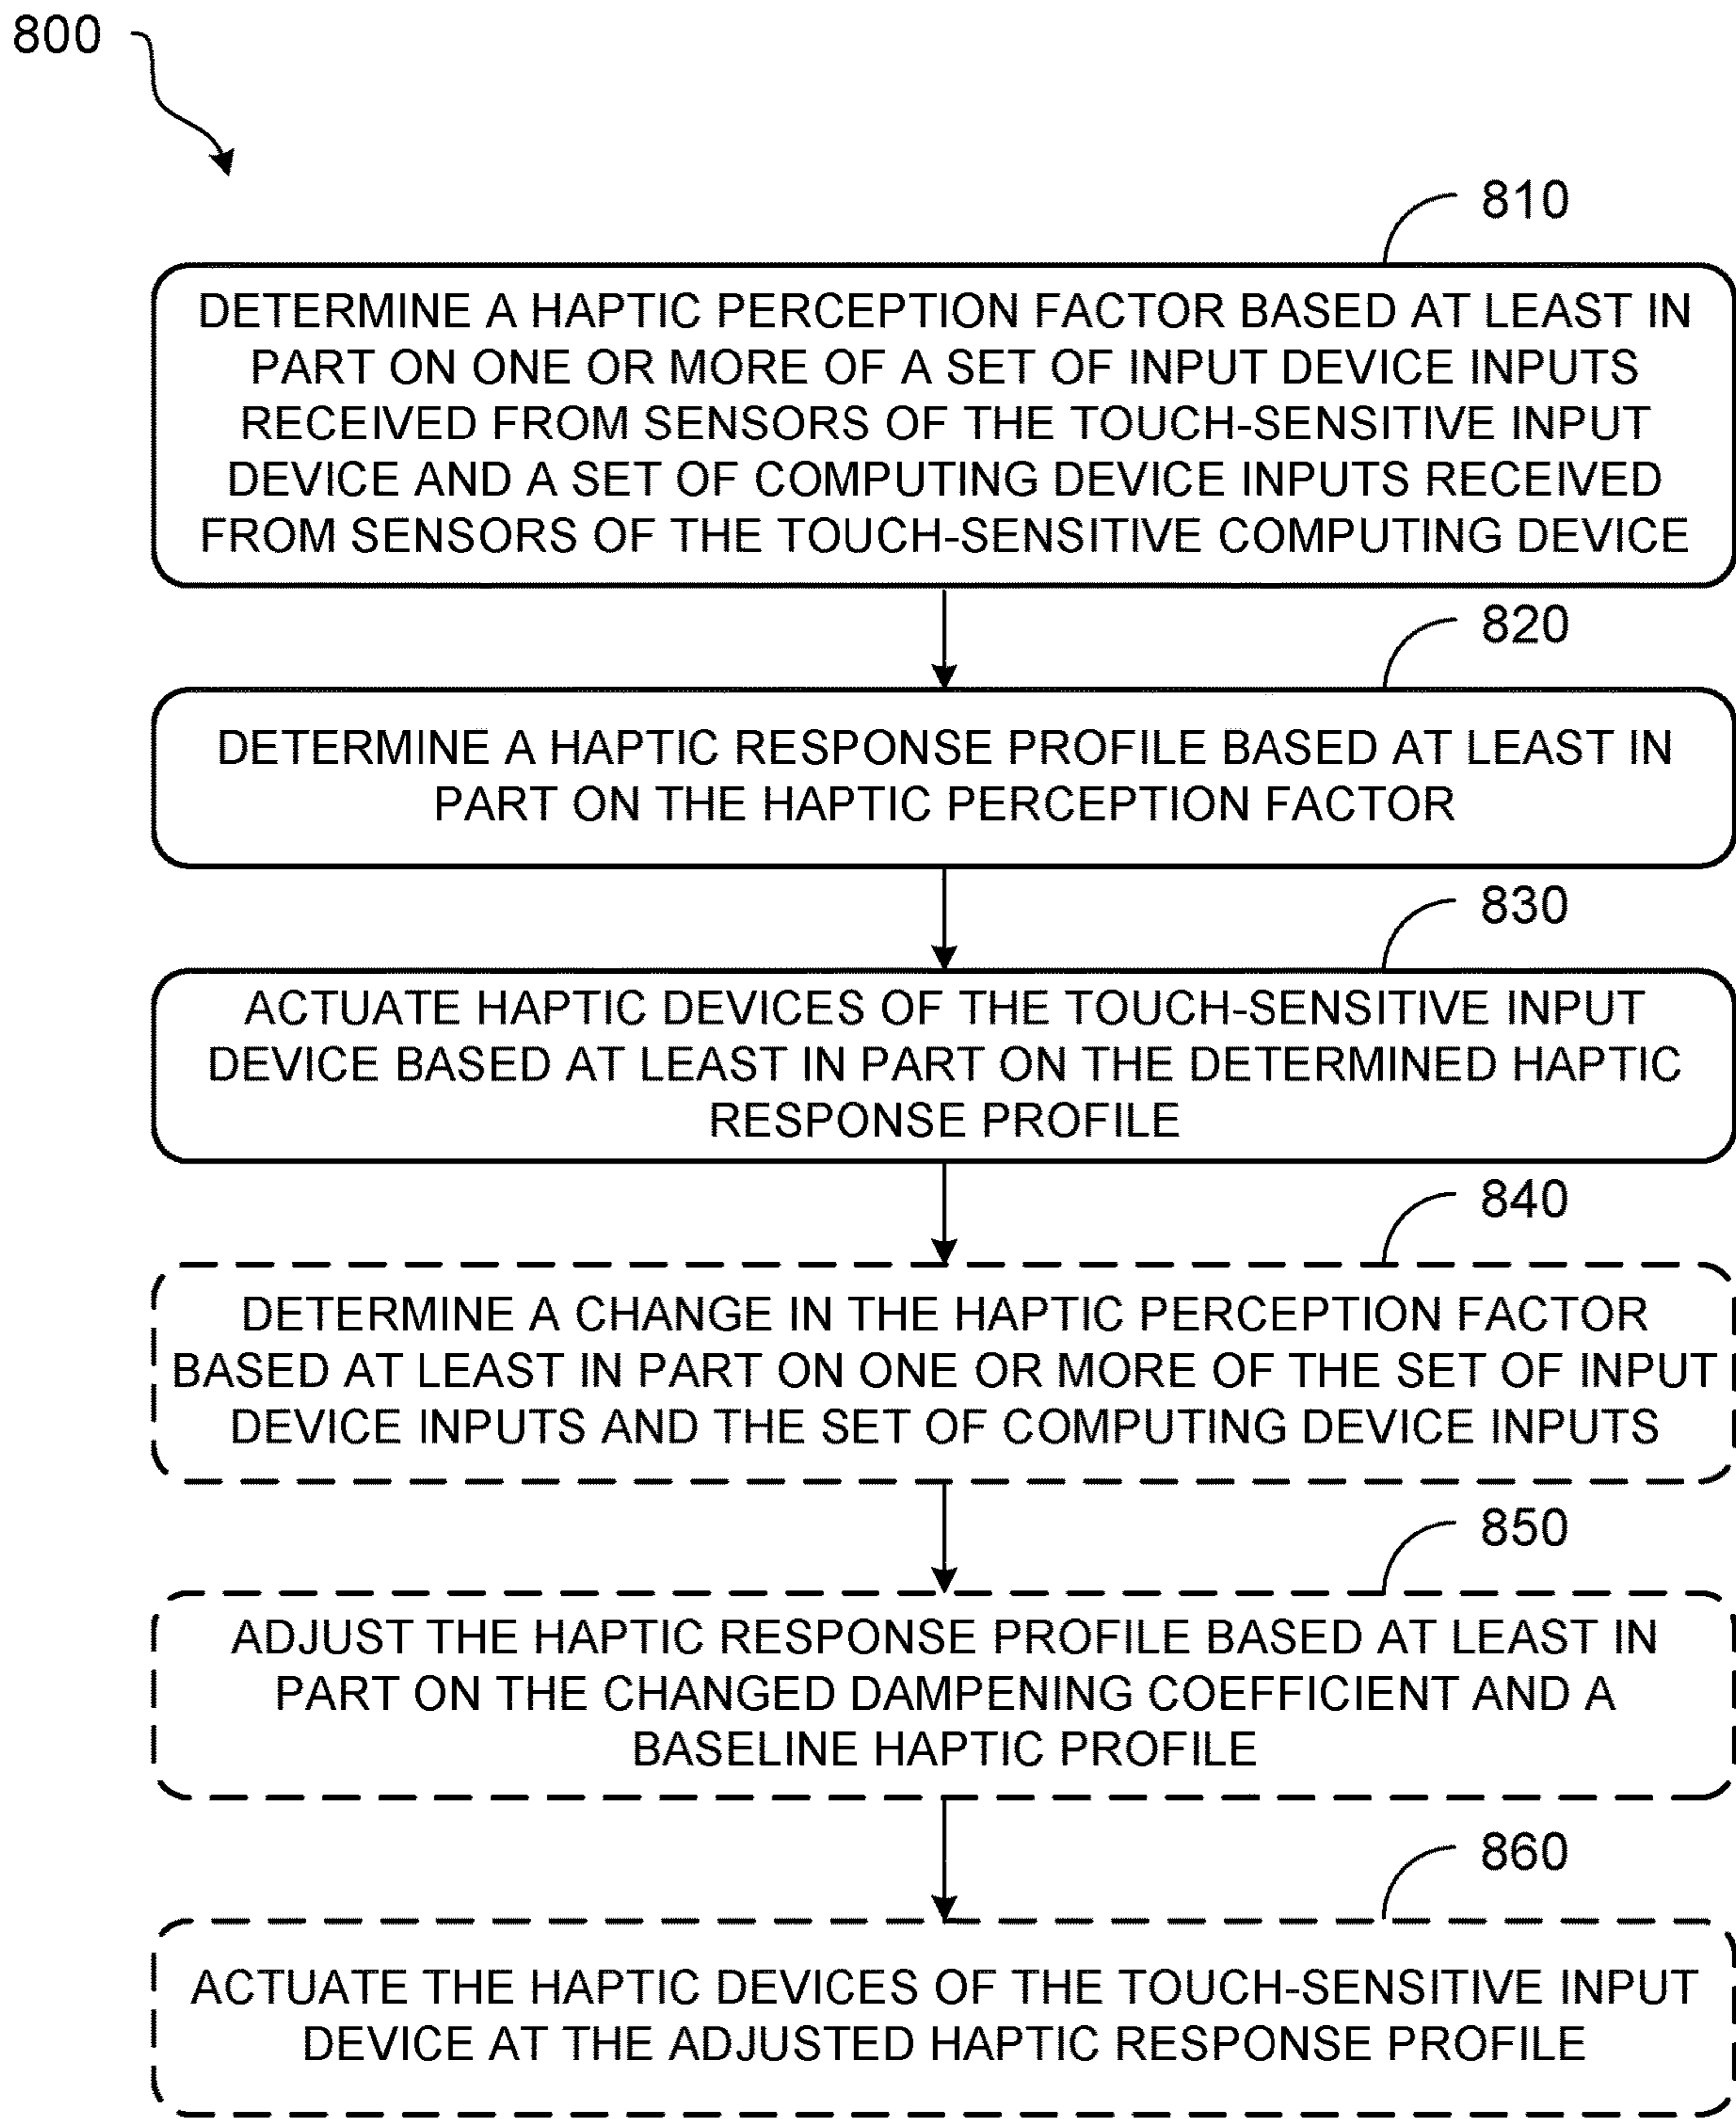 800
810
DETERMINE A HAPTIC PERCEPTION FACTOR BASED AT LEAST IN
PART ON ONE OR MORE OF A SET OF INPUT DEVICE INPUTS
RECEIVED FROM SENSORS OF THE TOUCH-SENSITIVE INPUT
DEVICE AND A SET OF COMPUTING DEVICE INPUTS RECEIVED
FROM SENSORS OF THE TOUCH-SENSITIVE COMPUTING DEVICE
820
DETERMINE A HAPTIC RESPONSE PROFILE BASED AT LEAST IN
PART ON THE HAPTIC PERCEPTION FACTOR
830
ACTUATE HAPTIC DEVICES OF THE TOUCH-SENSITIVE INPUT
DEVICE BASED AT LEAST IN PART ON THE DETERMINED HAPTIC
RESPONSE PROFILE
840
DETERMINE A CHANGE IN THE HAPTIC PERCEPTION FACTOR
BASED AT LEAST IN PART ON ONE OR MORE OF THE SET OF INPUT
DEVICE INPUTS AND THE SET OF COMPUTING DEVICE INPUTS
850
ADJUST THE HAPTIC RESPONSE PROFILE BASED AT LEAST IN
PART ON THE CHANGED DAMPENING COEFFICIENT AND A
BASELINE HAPTIC PROFILE
860
ACTUATE THE HAPTIC DEVICES OF THE TOUCH-SENSITIVE INPUT
DEVICE AT THE ADJUSTED HAPTIC RESPONSE PROFILE